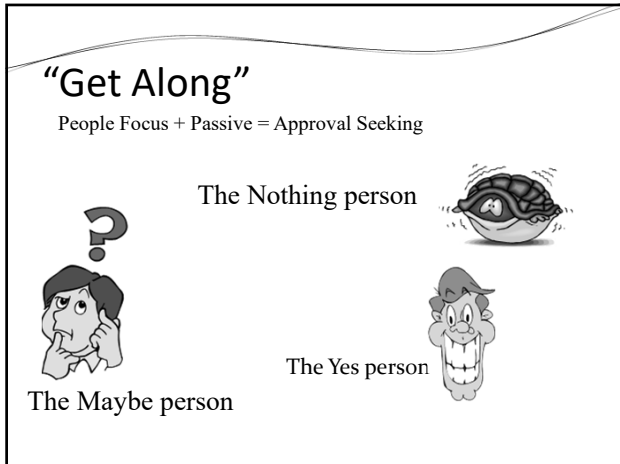 “Get Along”
People Focus + Passive = Approval Seeking
The Nothing person
?
The Yes person
The Maybe person